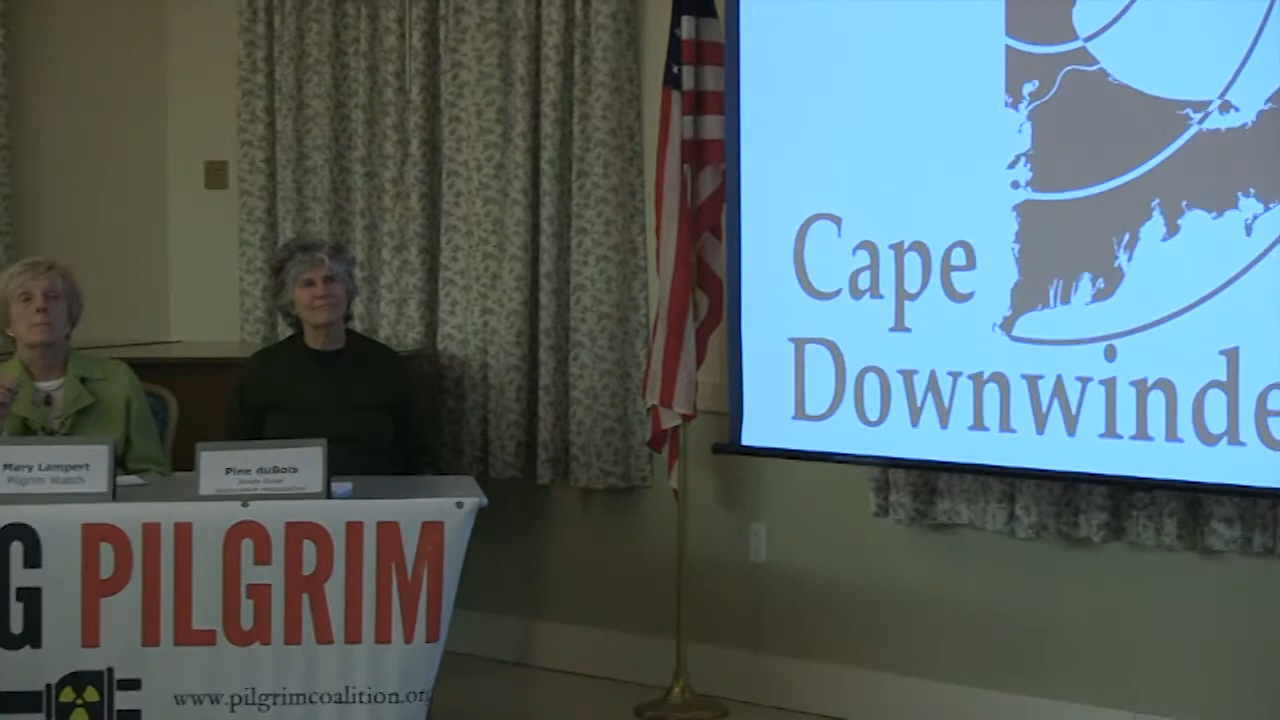 Cape
Downwinde
Mary Lampert
Pilgrim Watch
Pine duBois
G PILGRIM
www.pilgrimcoalition.org